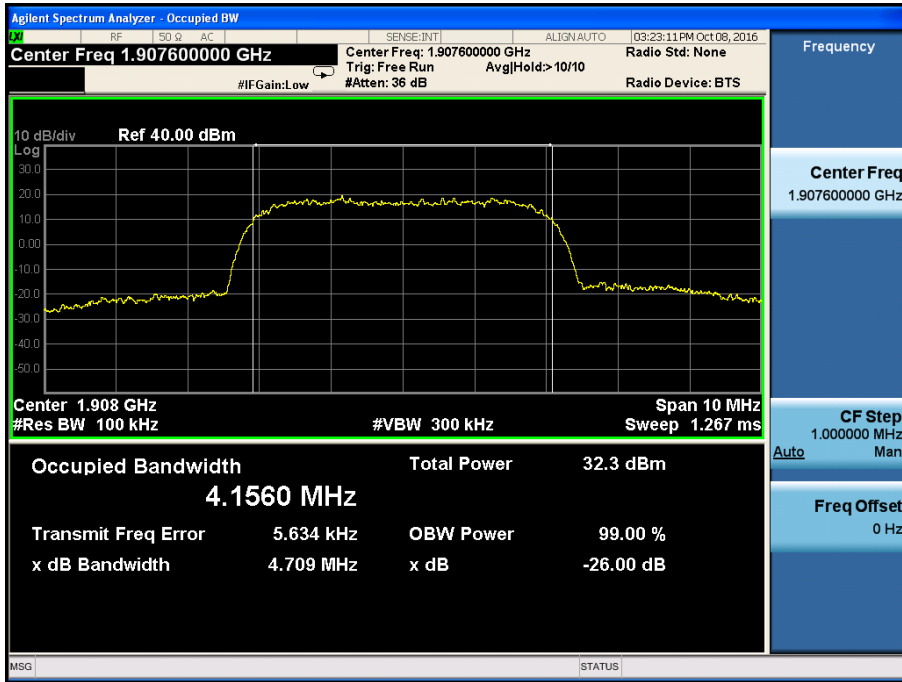 Agilent Spectrum Analyzer - Occupied BW
LXI RF 50 Ω AC SENSE:INT ALIGNAUTO 03:23:11PM Oct 08, 2016
Center Freq 1.907600000 GHz
Center Freq: 1.907600000 GHz Radio Std: None
Trig: Free Run Avg|Hold:>10/10
#IFGain:Low #Atten: 36 dB Radio Device: BTS
10 dB/div Ref 40.00 dBm
Log
30.0
20.0
10.0
0.00
-10.0
-20.0
-30.0
-40.0
-50.0
Center 1.908 GHz Span 10 MHz
#Res BW 100 kHz #VBW 300 kHz Sweep 1.267 ms
Occupied Bandwidth Total Power 32.3 dBm
4.1560 MHz
Transmit Freq Error 5.634 kHz OBW Power 99.00 %
x dB Bandwidth 4.709 MHz x dB -26.00 dB
MSG STATUS
Frequency
Center Freq
1.907600000 GHz
CF Step
1.000000 MHz
Auto Man
Freq Offset
0 Hz